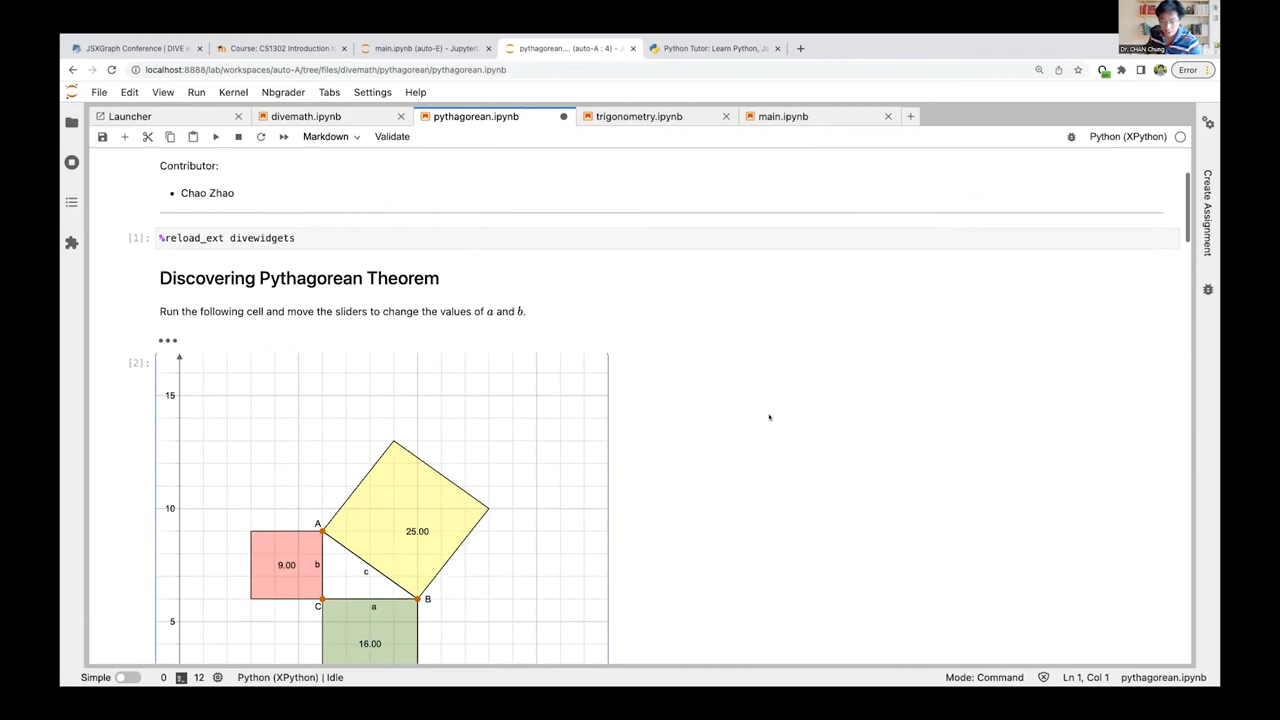 Dr. CHAN Chung
JSXGraph Conference | DIVE in
Course: CS1302 Introduction t
main.ipynb (auto-E) - Jupyter
pythagorean.... (auto-A : 4) -
Python Tutor: Learn Python, J
localhost:8888/lab/workspaces/auto-A/tree/files/divemath/pythagorean/pythagorean.ipynb
Error
File Edit View Run Kernel Nbgrader Tabs Settings Help
Launcher
divemath.ipynb
pythagorean.ipynb
trigonometry.ipynb
main.ipynb
Markdown
Validate
Python (XPython)
Contributor:
• Chao Zhao
[1]:
%reload_ext divewidgets
Discovering Pythagorean Theorem
Run the following cell and move the sliders to change the values of a and b.
[2]:
15
10
5
A
25.00
9.00
b
c
C
a
B
16.00
Create Assignment
Simple
0
12
Python (XPython) | Idle
Mode: Command
Ln 1, Col 1
pythagorean.ipynb